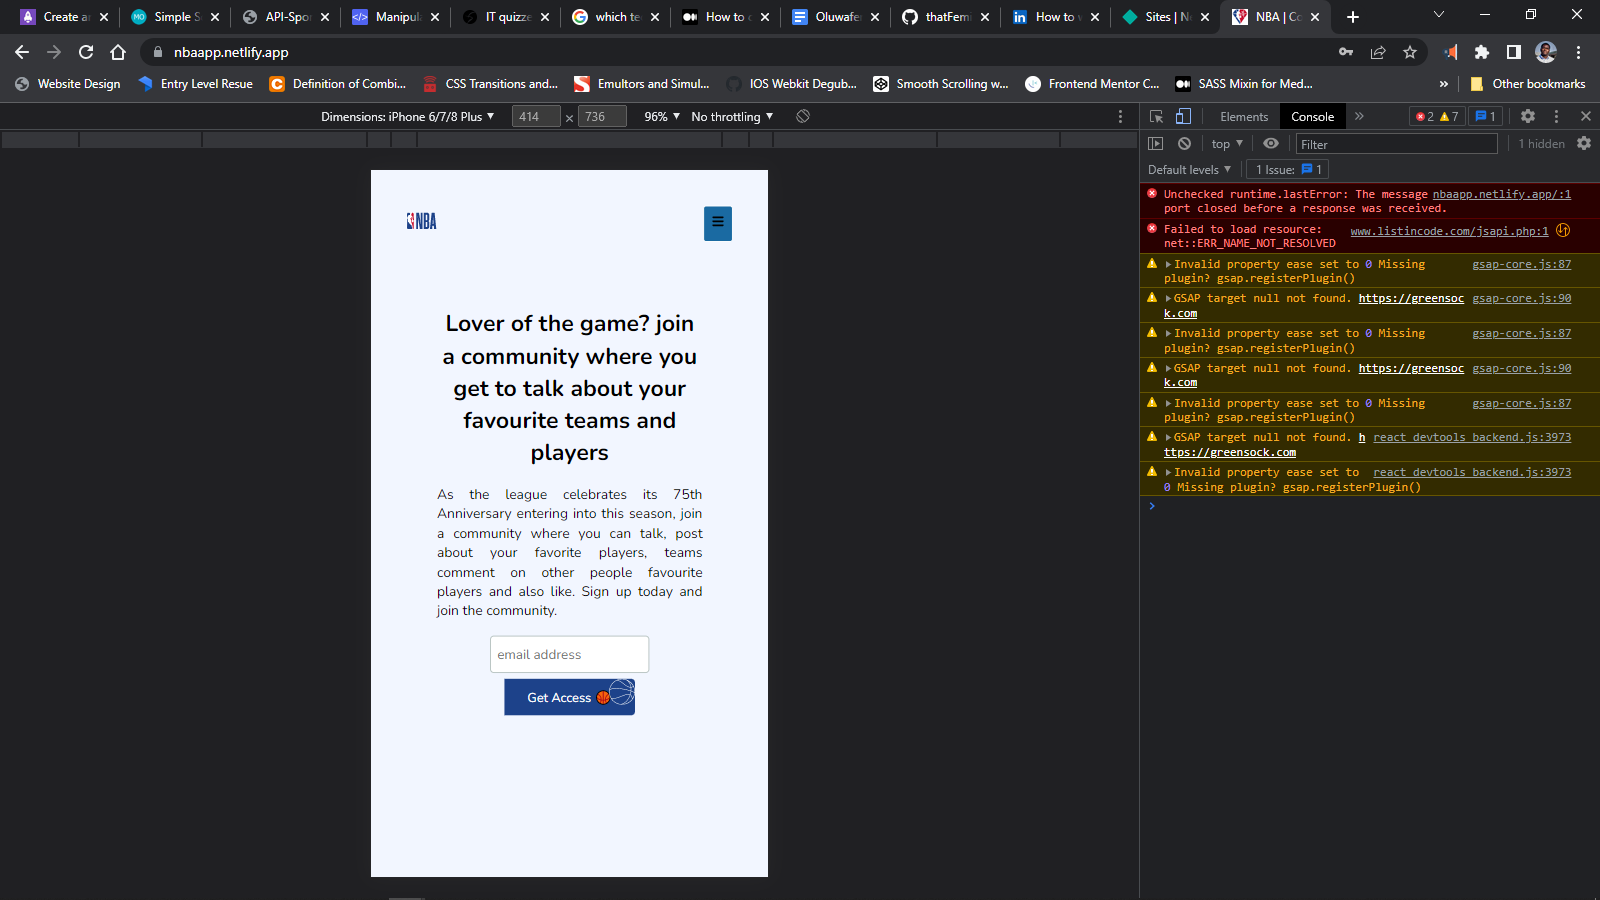 Create ar
MO Simple S
API-Spor
Manipul
IT quizze
which te
How to c
Oluwafe
thatFemi
How to v
Sites | N
NBA | Co
nbaapp.netlify.app
Website Design
Entry Level Resue
Definition of Combi...
CSS Transitions and...
Emultors and Simul...
IOS Webkit Degub...
Smooth Scrolling w...
Frontend Mentor C...
SASS Mixin for Med...
»
Other bookmarks
Dimensions: iPhone 6/7/8 Plus ▼ 414 × 736 96% ▼ No throttling ▼
Elements Console » 2 7 1
top ▼ Filter 1 hidden
Default levels ▼ 1 Issue: 1
NBA
Lover of the game? join
a community where you
get to talk about your
favourite teams and
players
As the league celebrates its 75th
Anniversary entering into this season, join
a community where you can talk, post
about your favorite players, teams
comment on other people favourite
players and also like. Sign up today and
join the community.
email address
Get Access
Unchecked runtime.lastError: The message nbaapp.netlify.app/:1
port closed before a response was received.
Failed to load resource: www.listincode.com/jsapi.php:1
net::ERR_NAME_NOT_RESOLVED
Invalid property ease set to 0 Missing gsap-core.js:87
plugin? gsap.registerPlugin()
GSAP target null not found. https://greensoc gsap-core.js:90
k.com
Invalid property ease set to 0 Missing gsap-core.js:87
plugin? gsap.registerPlugin()
GSAP target null not found. https://greensoc gsap-core.js:90
k.com
Invalid property ease set to 0 Missing gsap-core.js:87
plugin? gsap.registerPlugin()
GSAP target null not found. h react_devtools_backend.js:3973
ttps://greensock.com
Invalid property ease set to react_devtools_backend.js:3973
0 Missing plugin? gsap.registerPlugin()